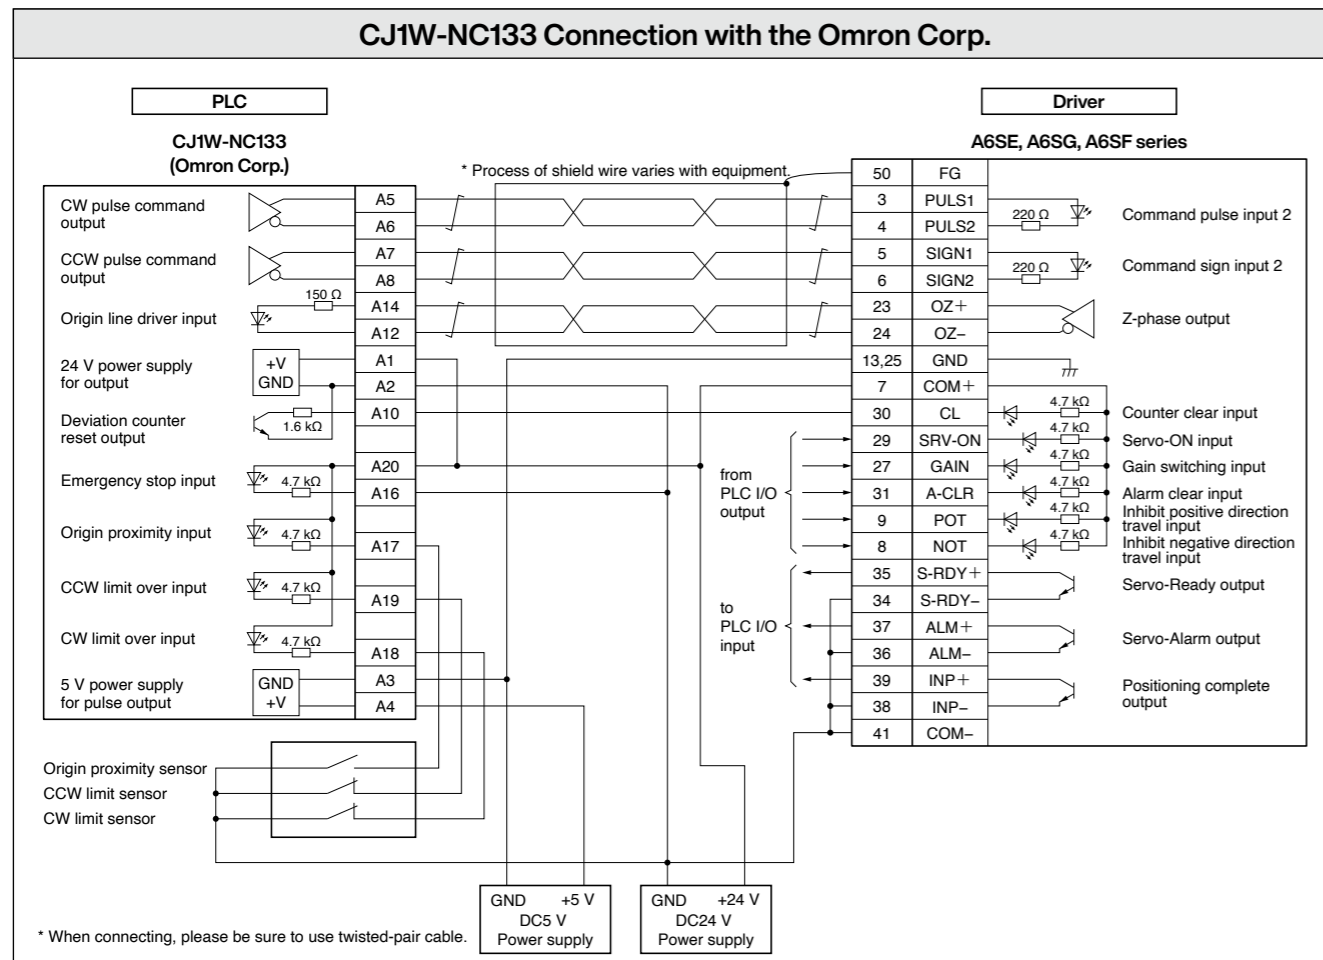 CJ1W-NC133 Connection with the Omron Corp.
PLC
Driver
CJ1W-NC133
(Omron Corp.)
A6SE, A6SG, A6SF series
* Process of shield wire varies with equipment.
CW pulse command
output
A5
A6
CCW pulse command
output
A7
A8
Origin line driver input
150 Ω
A14
A12
24 V power supply
for output
+V
GND
A1
A2
Deviation counter
reset output
1.6 kΩ
A10
Emergency stop input
4.7 kΩ
A20
A16
Origin proximity input
4.7 kΩ
A17
CCW limit over input
4.7 kΩ
A19
CW limit over input
4.7 kΩ
A18
5 V power supply
for pulse output
GND
+V
A3
A4
50 FG
3 PULS1
4 PULS2
220 Ω
Command pulse input 2
5 SIGN1
6 SIGN2
220 Ω
Command sign input 2
23 OZ+
24 OZ−
Z-phase output
13,25 GND
7 COM+
30 CL
4.7 kΩ
Counter clear input
29 SRV-ON
4.7 kΩ
Servo-ON input
27 GAIN
4.7 kΩ
Gain switching input
31 A-CLR
4.7 kΩ
Alarm clear input
9 POT
4.7 kΩ
Inhibit positive direction
travel input
8 NOT
4.7 kΩ
Inhibit negative direction
travel input
from
PLC I/O
output
35 S-RDY+
34 S-RDY−
Servo-Ready output
37 ALM+
36 ALM−
Servo-Alarm output
39 INP+
38 INP−
Positioning complete
output
41 COM−
to
PLC I/O
input
Origin proximity sensor
CCW limit sensor
CW limit sensor
GND +5 V
DC5 V
Power supply
GND +24 V
DC24 V
Power supply
* When connecting, please be sure to use twisted-pair cable.